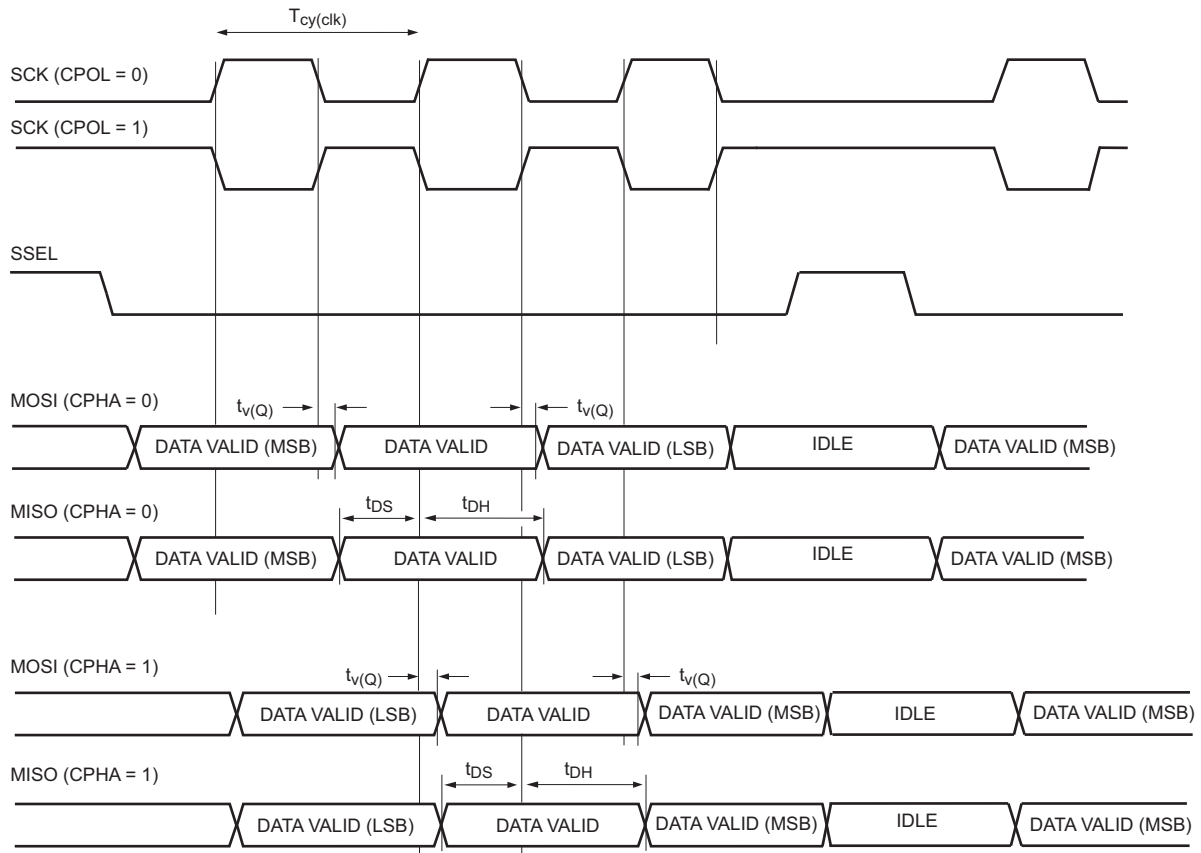 Tcy(clk)
SCK (CPOL = 0)
SCK (CPOL = 1)
SSEL
MOSI (CPHA = 0)
tv(Q) tv(Q)
DATA VALID (MSB) DATA VALID DATA VALID (LSB) IDLE DATA VALID (MSB)
MISO (CPHA = 0)
tDS tDH
DATA VALID (MSB) DATA VALID DATA VALID (LSB) IDLE DATA VALID (MSB)
MOSI (CPHA = 1)
tv(Q) tv(Q)
DATA VALID (LSB) DATA VALID DATA VALID (MSB) IDLE DATA VALID (MSB)
MISO (CPHA = 1)
tDS tDH
DATA VALID (LSB) DATA VALID DATA VALID (MSB) IDLE DATA VALID (MSB)